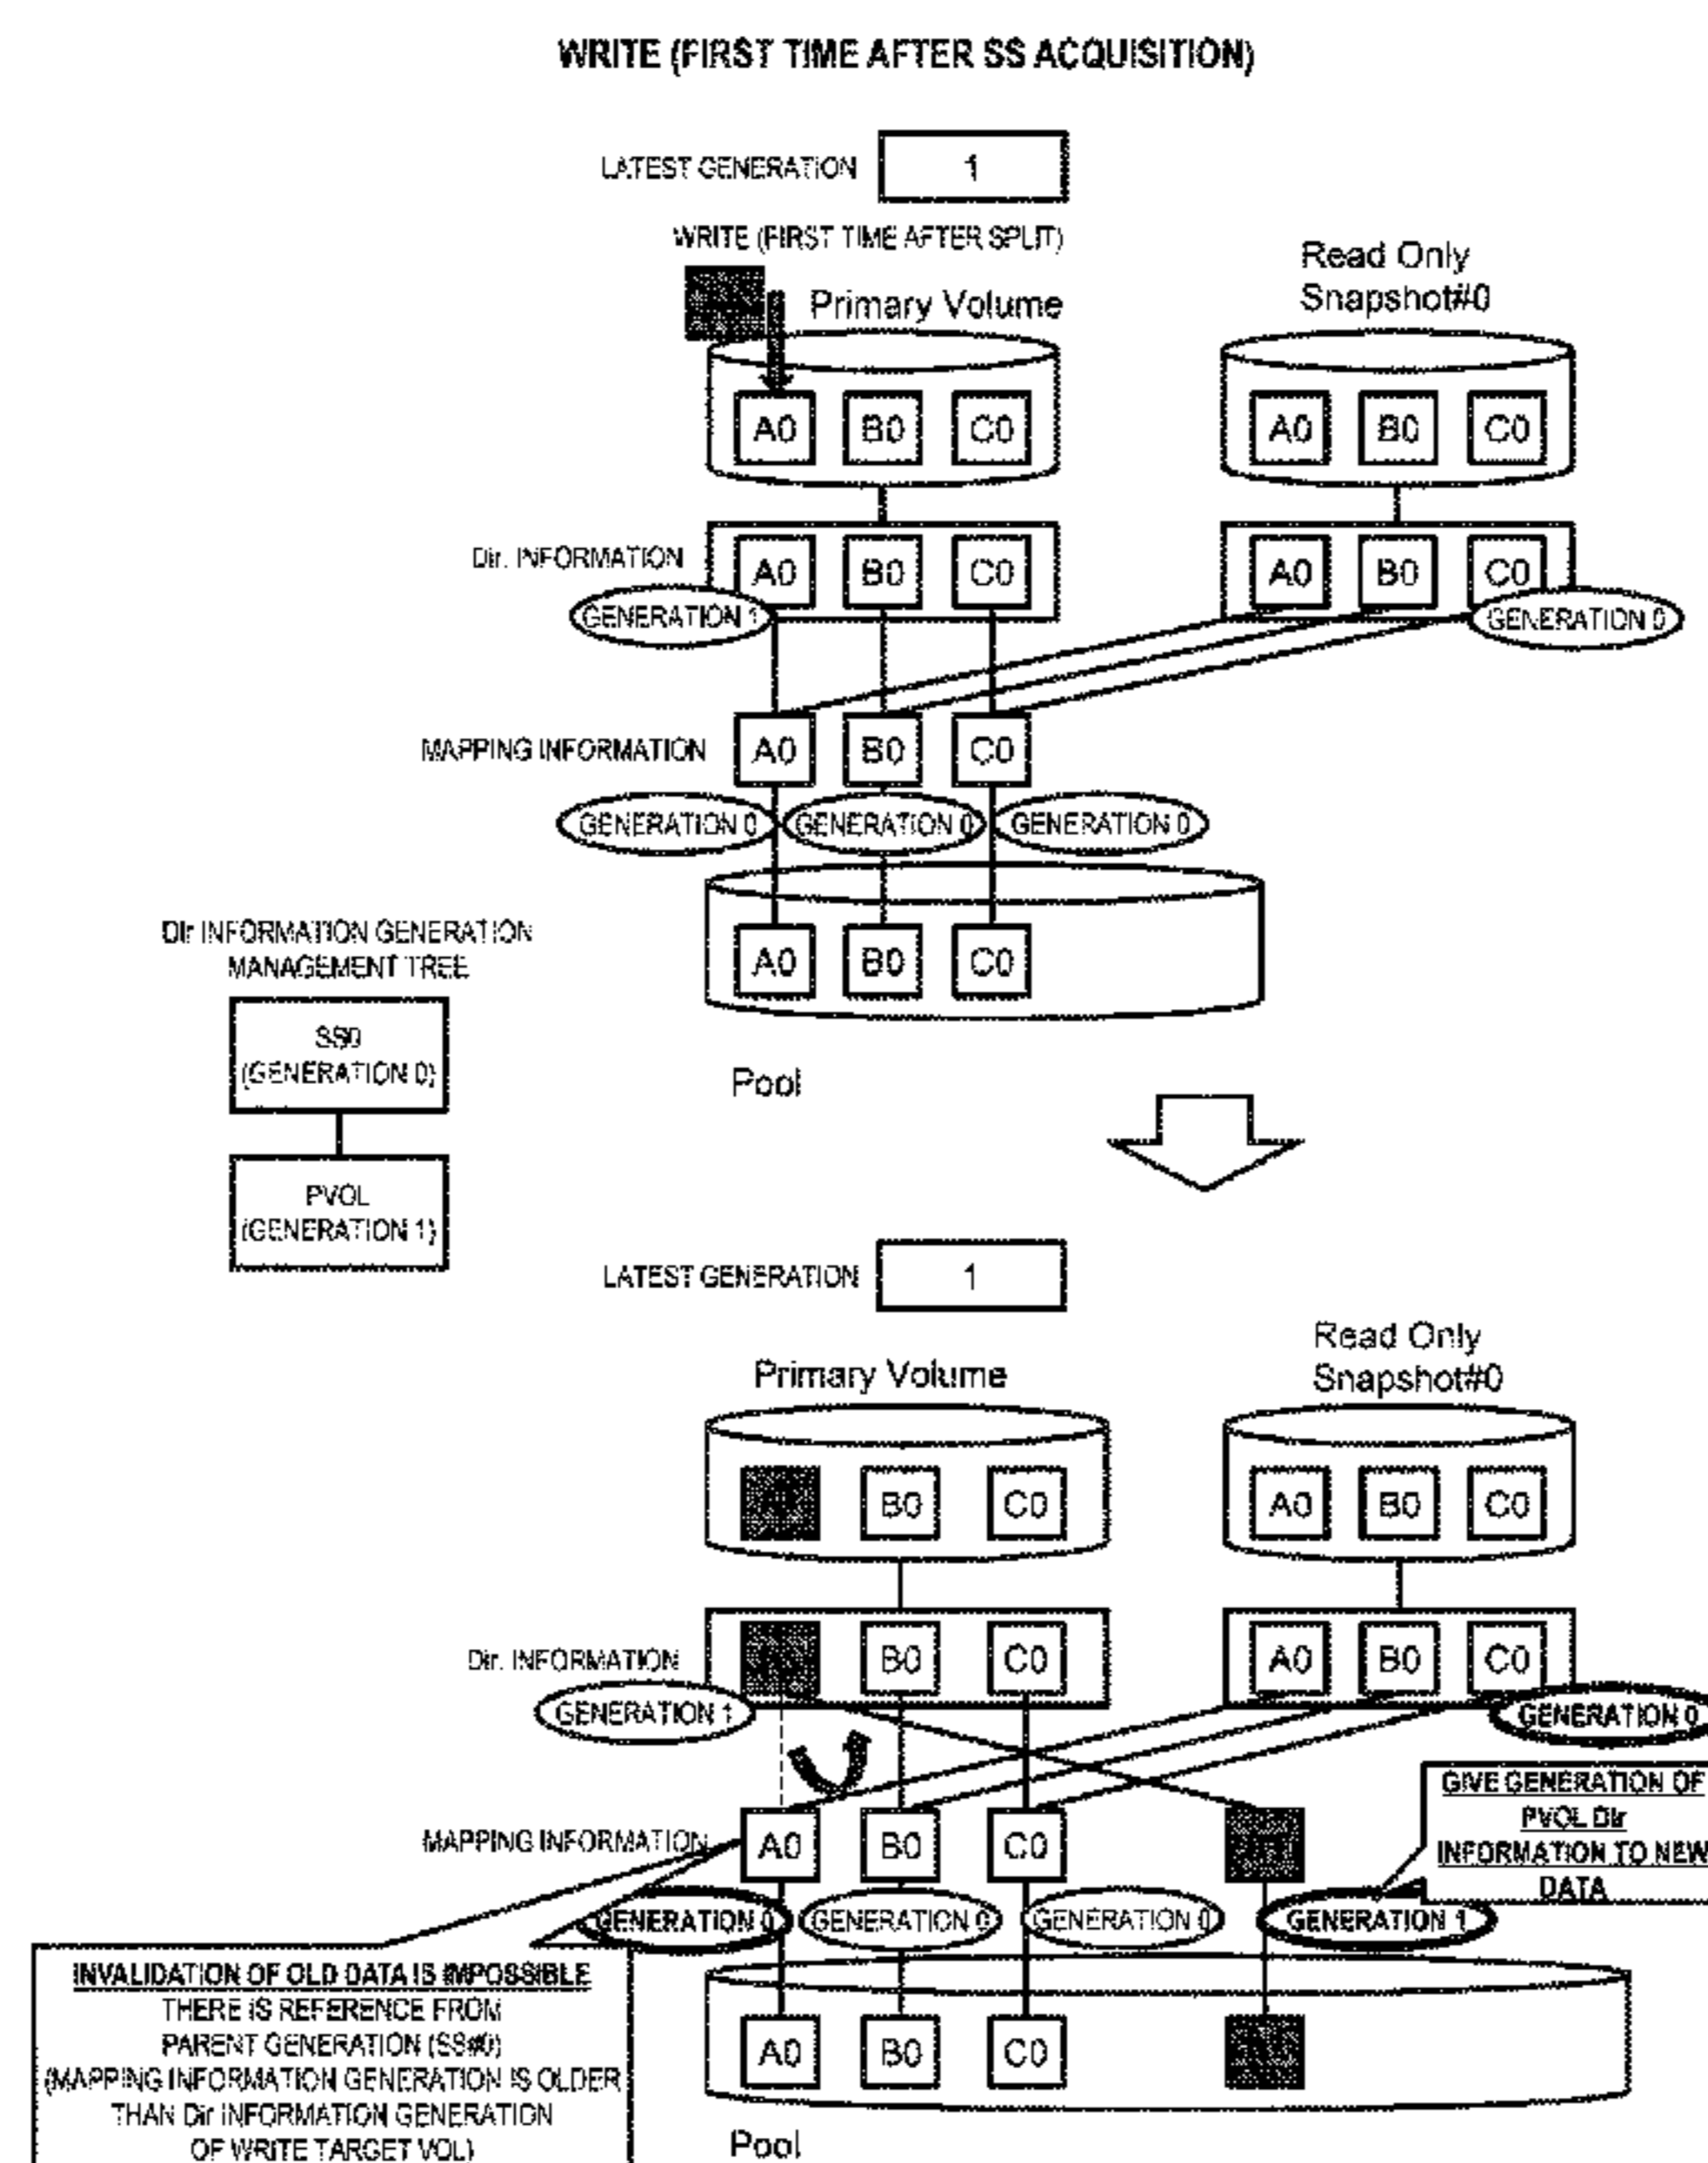 WRITE (FIRST TIME AFTER SS ACQUISITION)
LATEST GENERATION 1
WRITE (FIRST TIME AFTER SPLIT)
Primary Volume
Read Only
Snapshot#0
A0 B0 C0 A0 B0 C0
Dir. INFORMATION A0 B0 C0 A0 B0 C0
GENERATION 1 GENERATION 0
MAPPING INFORMATION A0 B0 C0
GENERATION 0 GENERATION 0 GENERATION 0
A0 B0 C0
Pool
Dir INFORMATION GENERATION
MANAGEMENT TREE
SS0
(GENERATION 0)
PVOL
(GENERATION 1)
LATEST GENERATION 1
Primary Volume
Read Only
Snapshot#0
B0 C0 A0 B0 C0
Dir. INFORMATION B0 C0 A0 B0 C0
GENERATION 1 GENERATION 0
MAPPING INFORMATION A0 B0 C0
GIVE GENERATION OF
PVOL Dir
INFORMATION TO NEW
DATA
GENERATION 0 GENERATION 0 GENERATION 0 GENERATION 1
A0 B0 C0
Pool
INVALIDATION OF OLD DATA IS IMPOSSIBLE
THERE IS REFERENCE FROM
PARENT GENERATION (SS#0)
(MAPPING INFORMATION GENERATION IS OLDER
THAN Dir INFORMATION GENERATION
OF WRITE TARGET VOL)